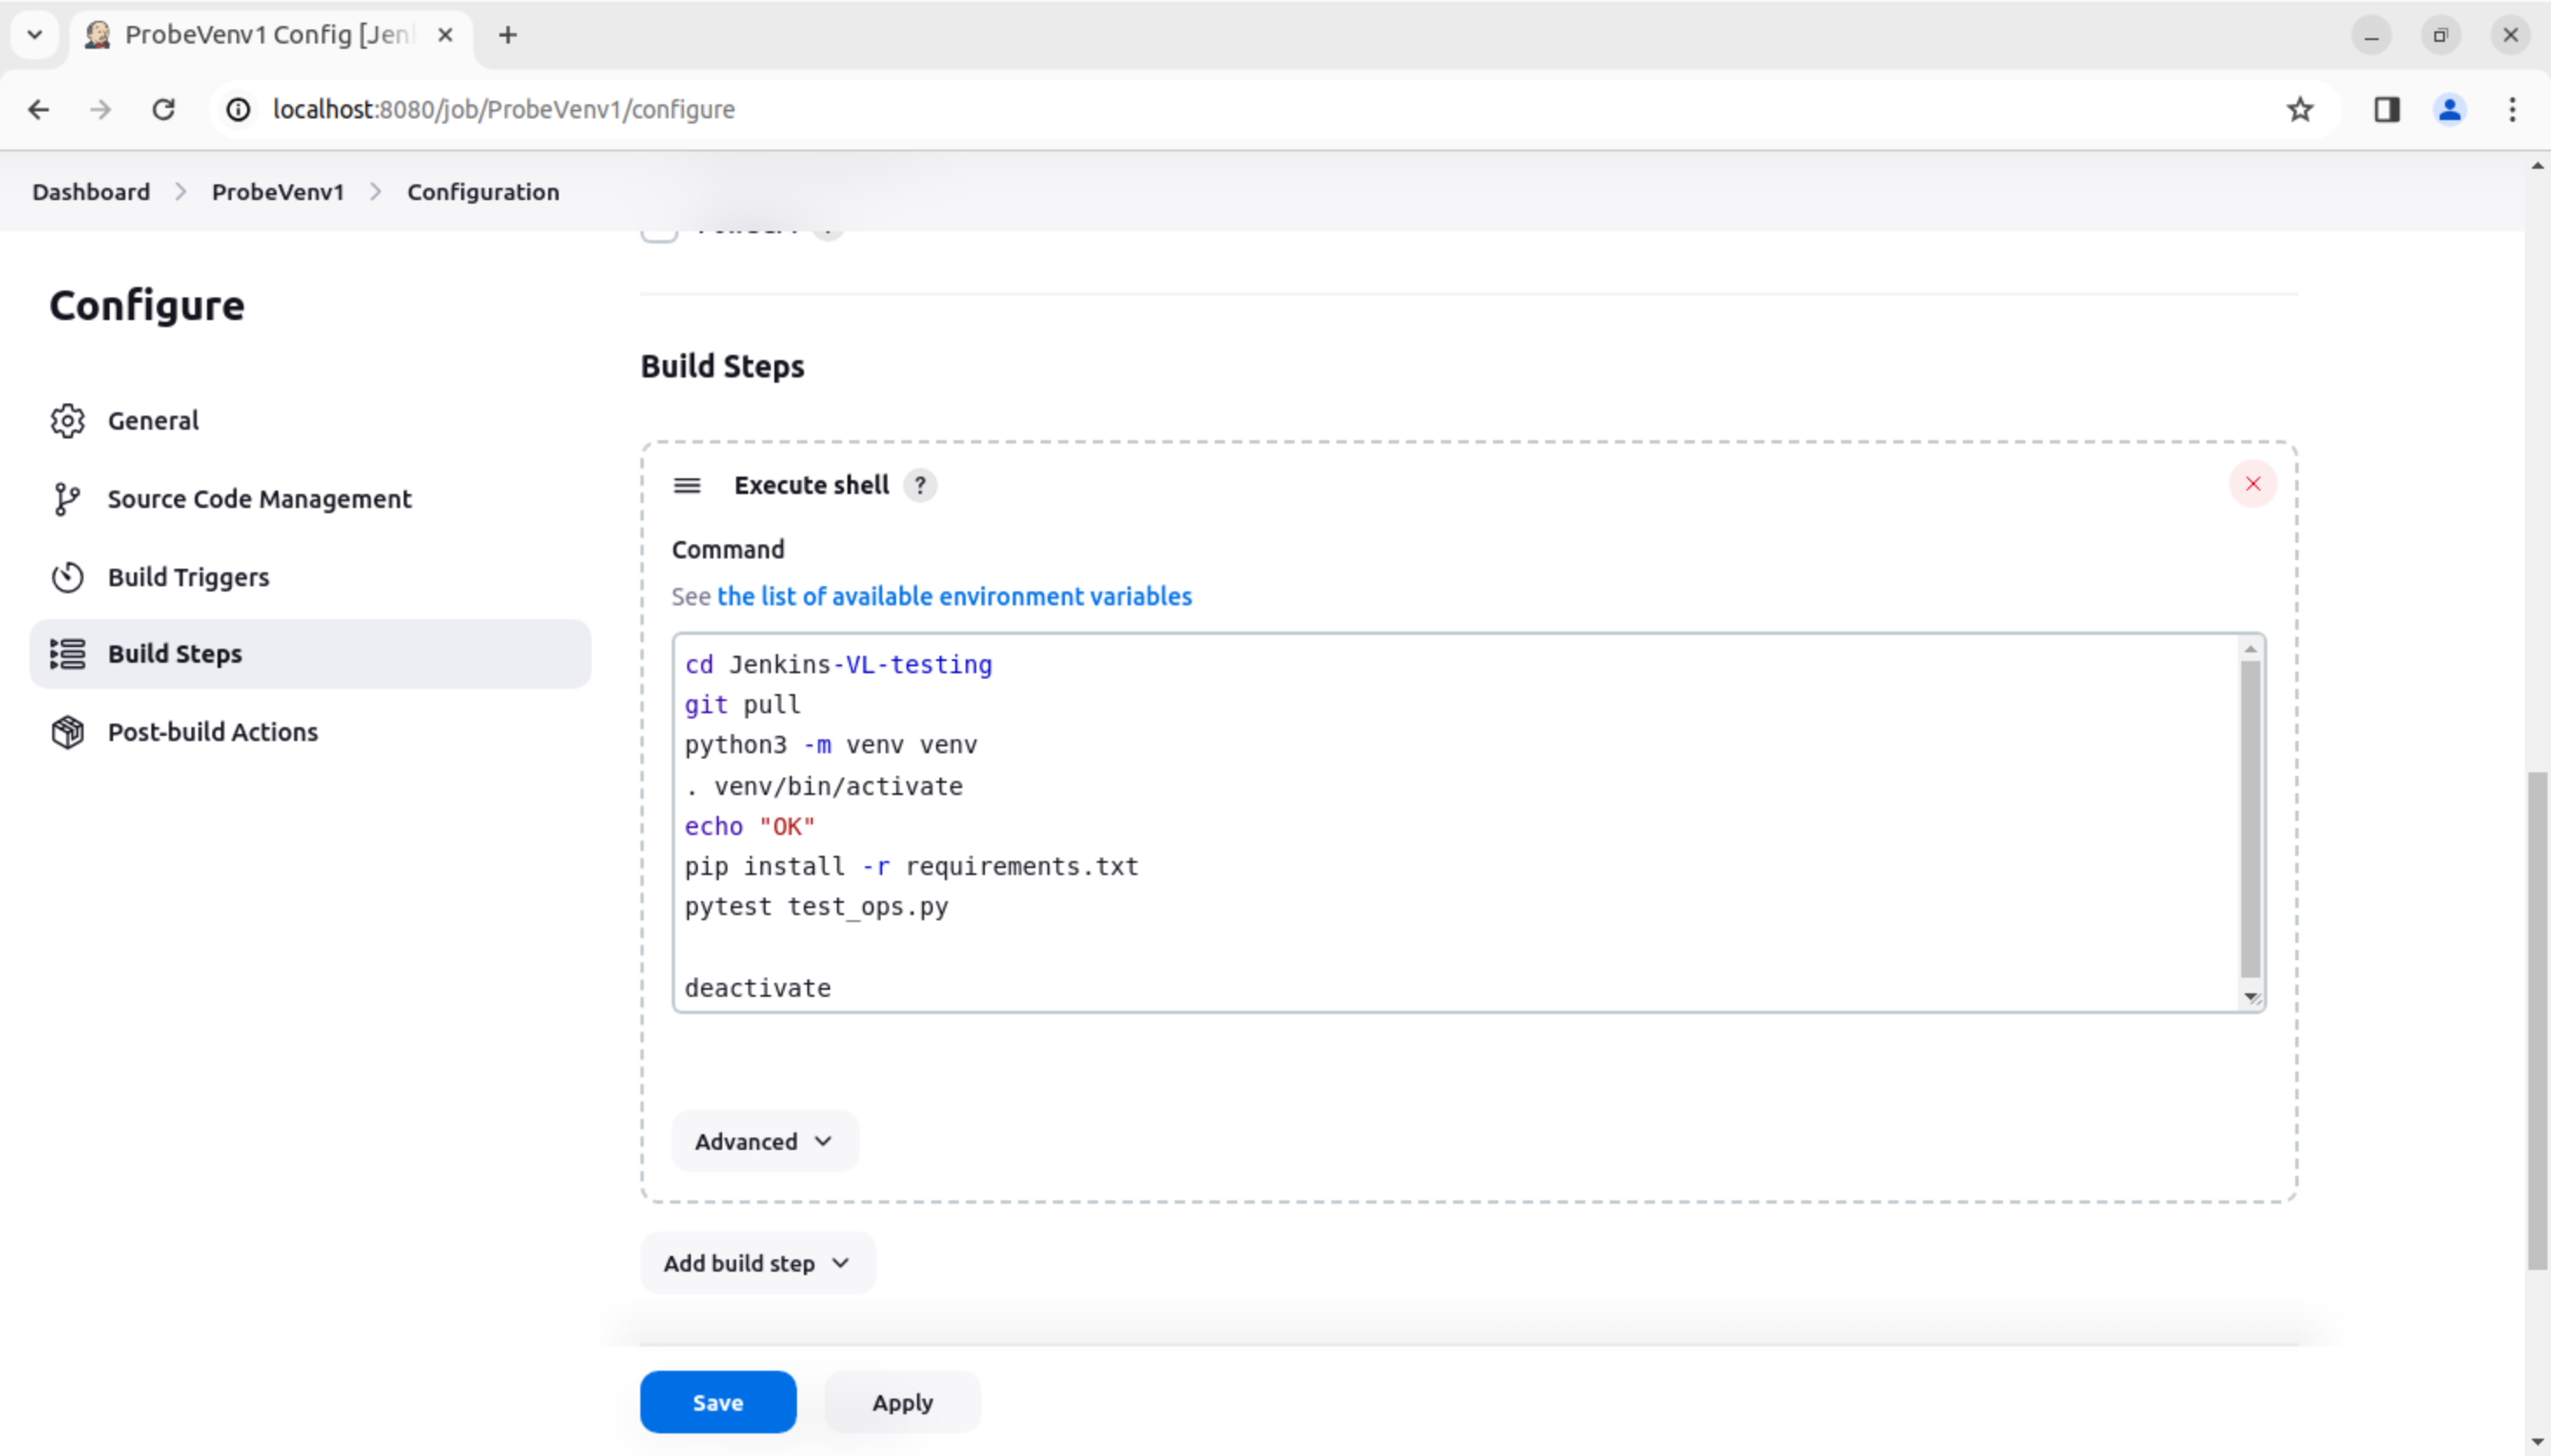 ProbeVenv1 Config [Jen
localhost:8080/job/ProbeVenv1/configure
Dashboard
ProbeVenv1
Configuration
Configure
General
Source Code Management
Build Triggers
Build Steps
Post-build Actions
Build Steps
Execute shell ?
Command
See the list of available environment variables
cd Jenkins-VL-testing
git pull
python3 -m venv venv
. venv/bin/activate
echo "OK"
pip install -r requirements.txt
pytest test_ops.py
deactivate
Advanced
Add build step
Save
Apply